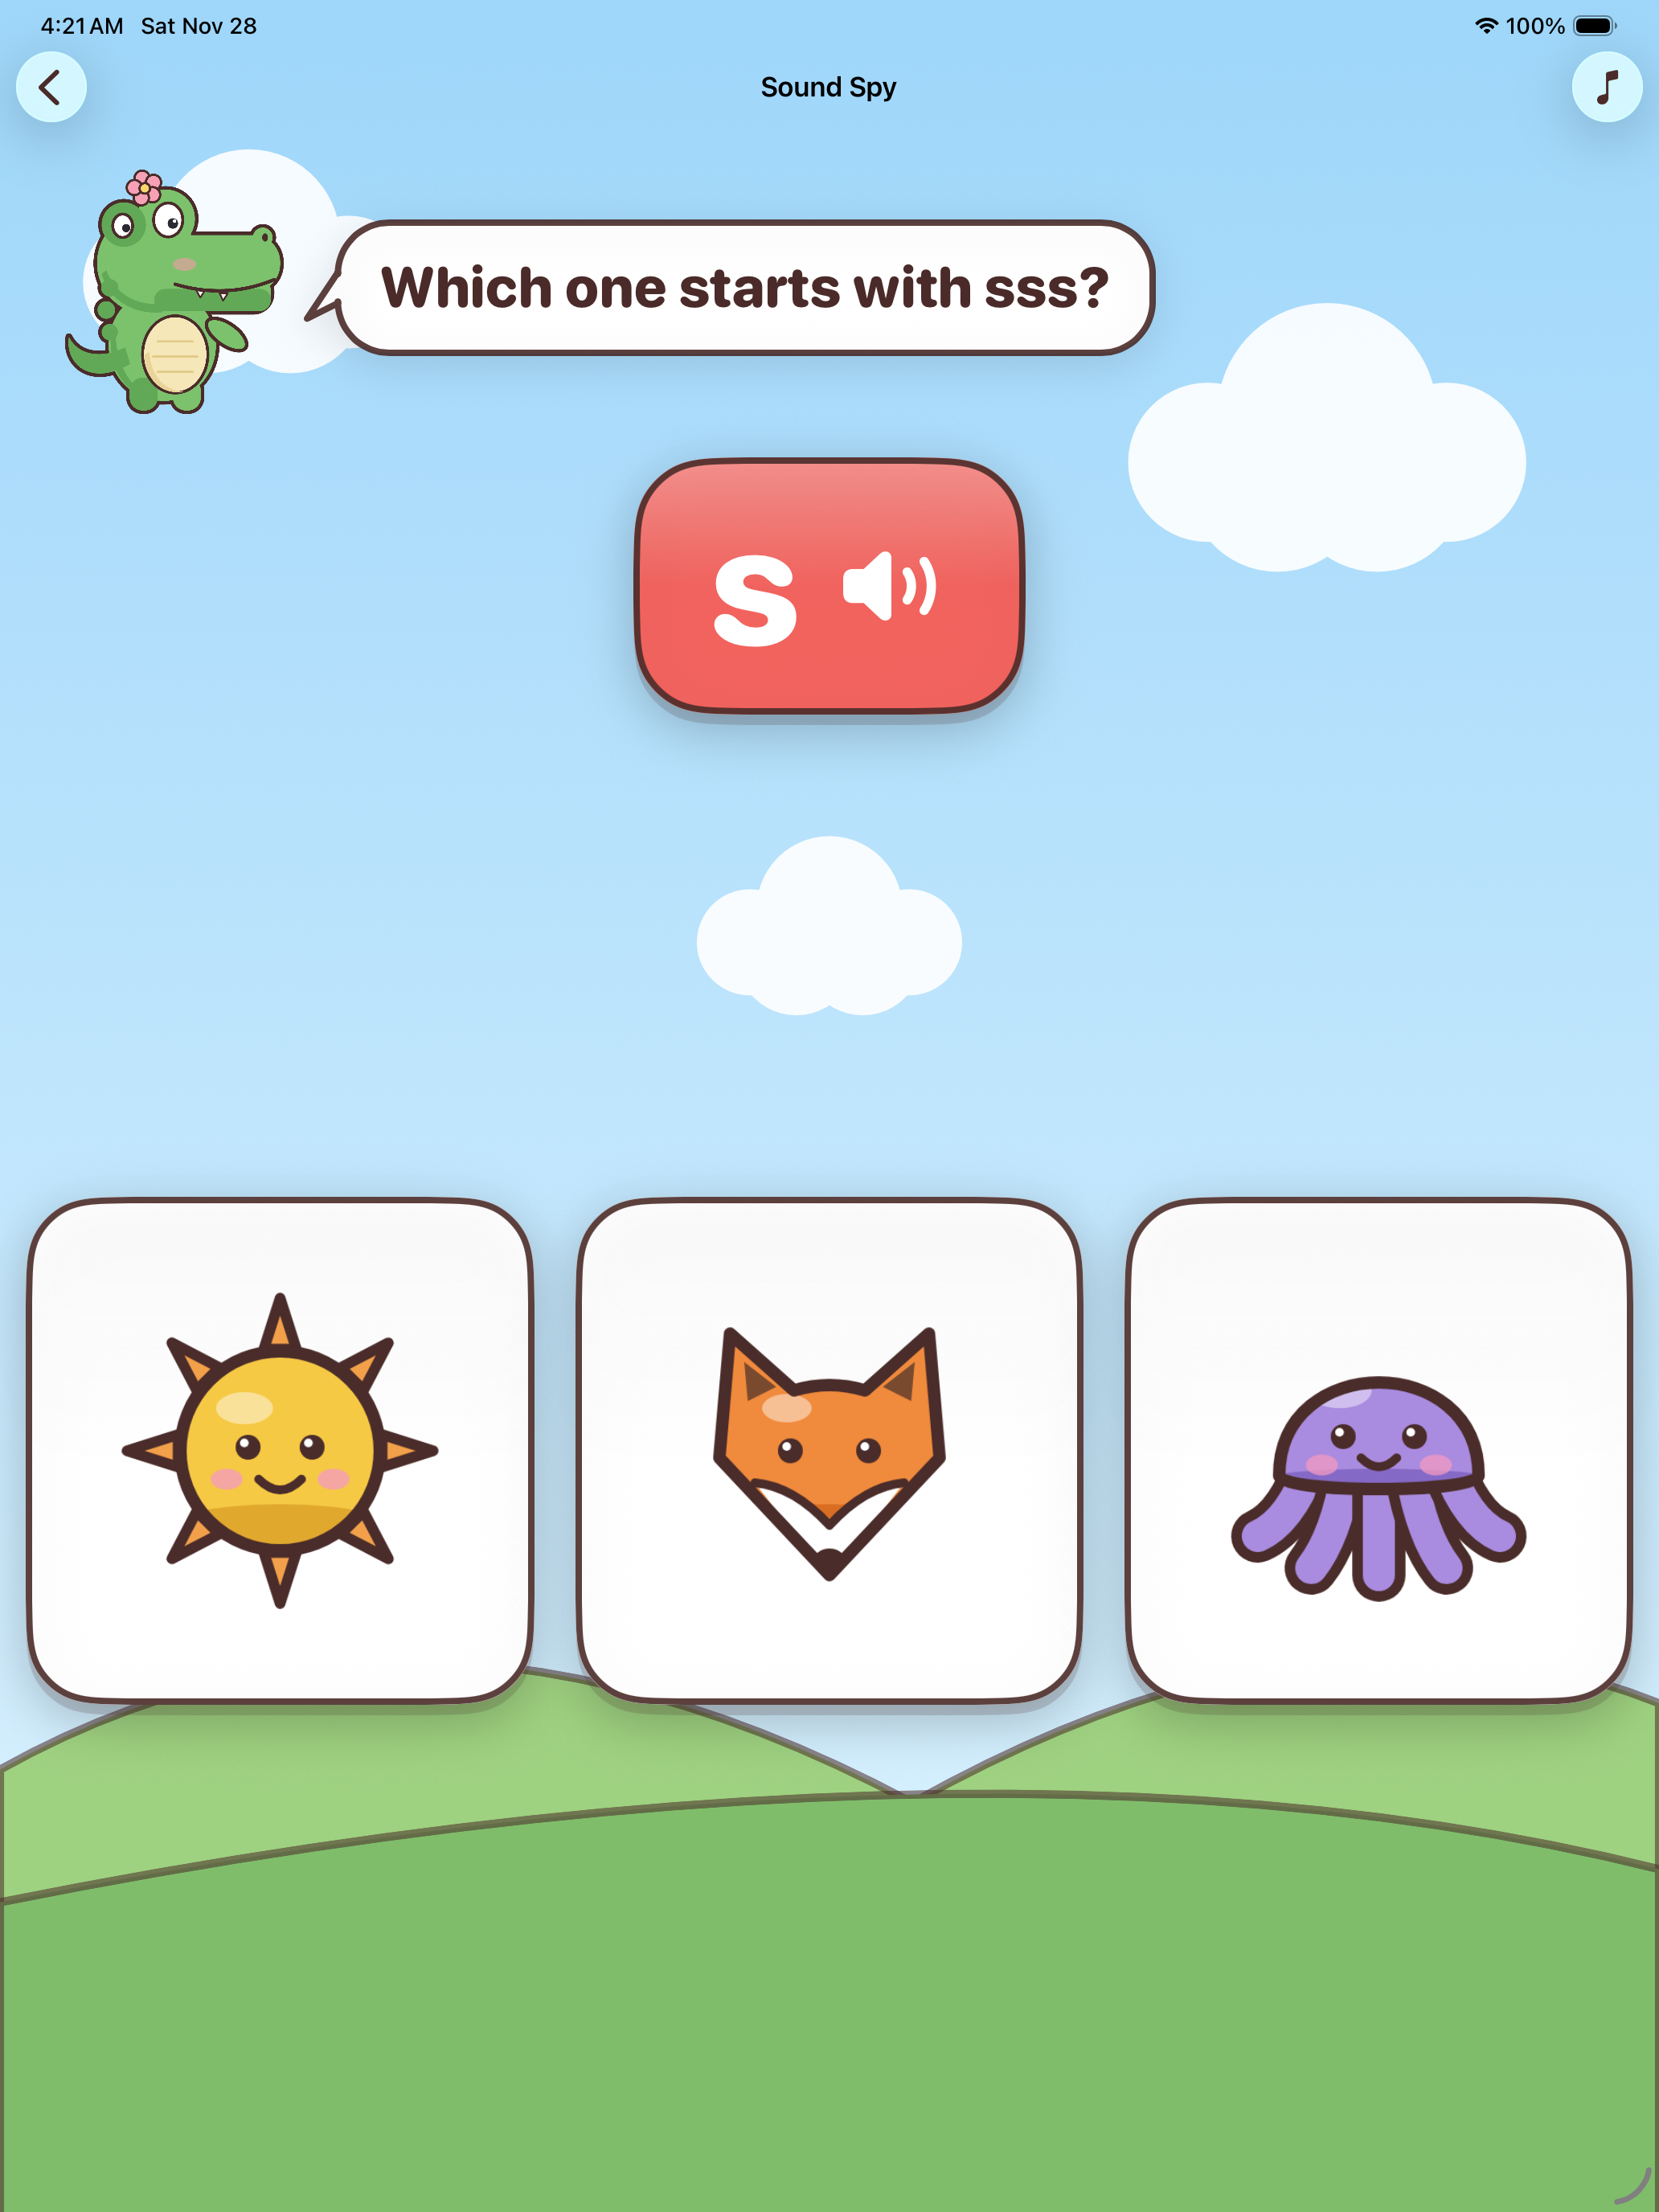 4:21 AM Sat Nov 28
100%
Sound Spy
Which one starts with sss?
s